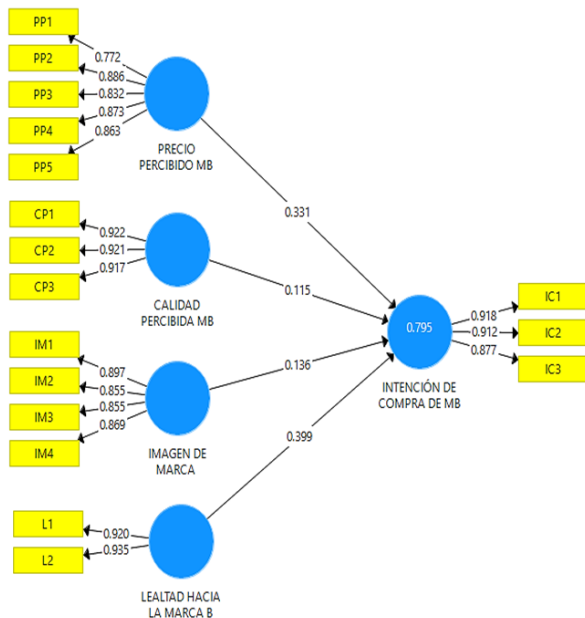 PP1
PP2
PP3
PP4
PP5
0.772
0.886
0.832
0.873
0.863
PRECIO
PERCIBIDO MB
0.331
CP1
CP2
CP3
0.922
0.921
0.917
CALIDAD
PERCIBIDA MB
0.115
IM1
IM2
IM3
IM4
0.897
0.855
0.855
0.869
IMAGEN DE
MARCA
0.136
L1
L2
0.920
0.935
LEALTAD HACIA
LA MARCA B
0.399
0.795
INTENCIÓN DE
COMPRA DE MB
0.918
0.912
0.877
IC1
IC2
IC3